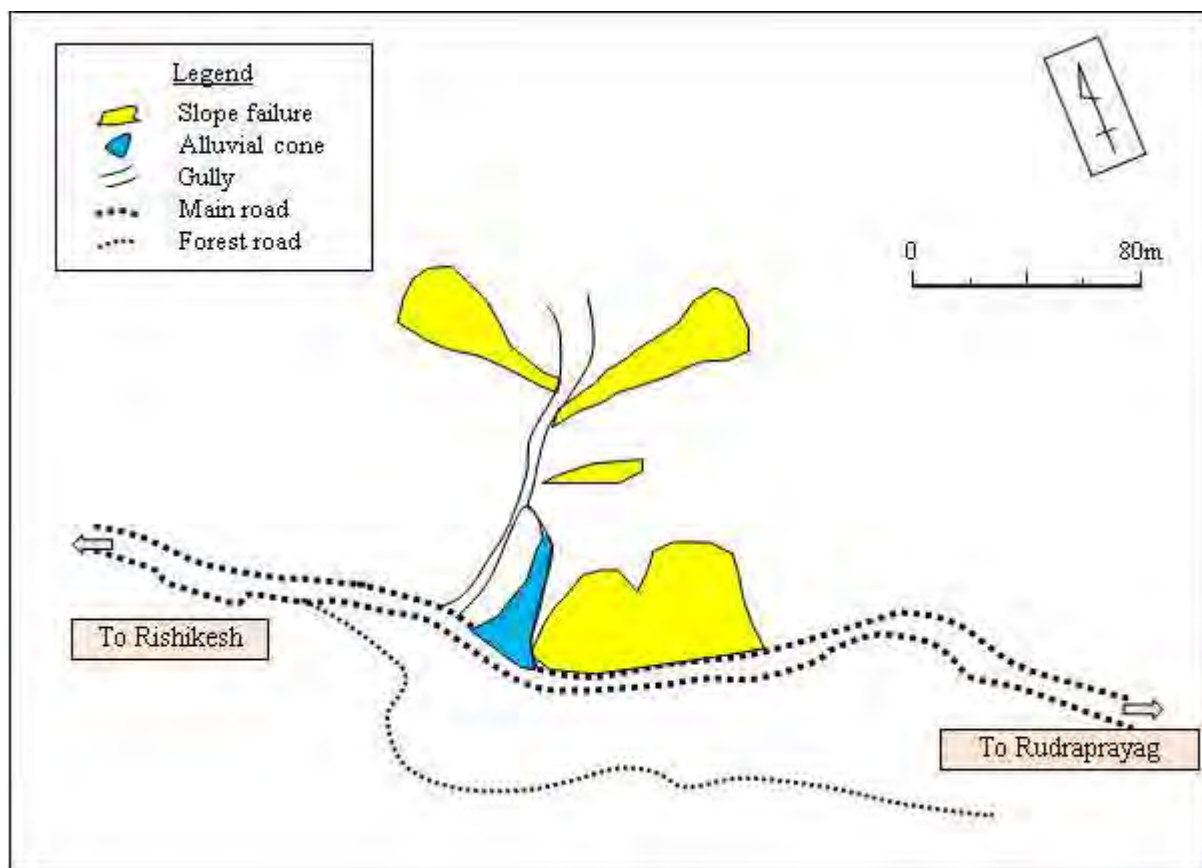 Legend
Slope failure
Alluvial cone
Gully
Main road
Forest road
0 80m
To Rishikesh
To Rudraprayag